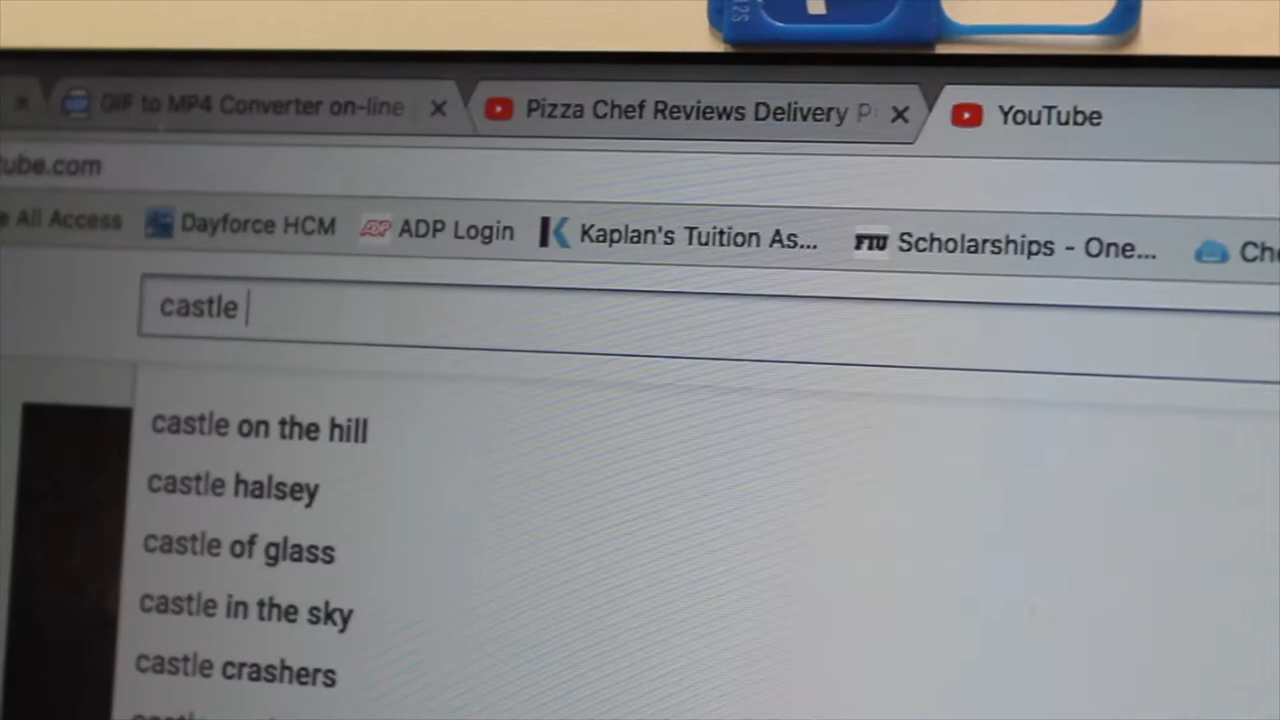 12S
GIF to MP4 Converter on-line
Pizza Chef Reviews Delivery
YouTube
tube.com
All Access
Dayforce HCM
ADP Login
Kaplan's Tuition As...
FIU Scholarships - One...
castle
castle on the hill
castle halsey
castle of glass
castle in the sky
castle crashers